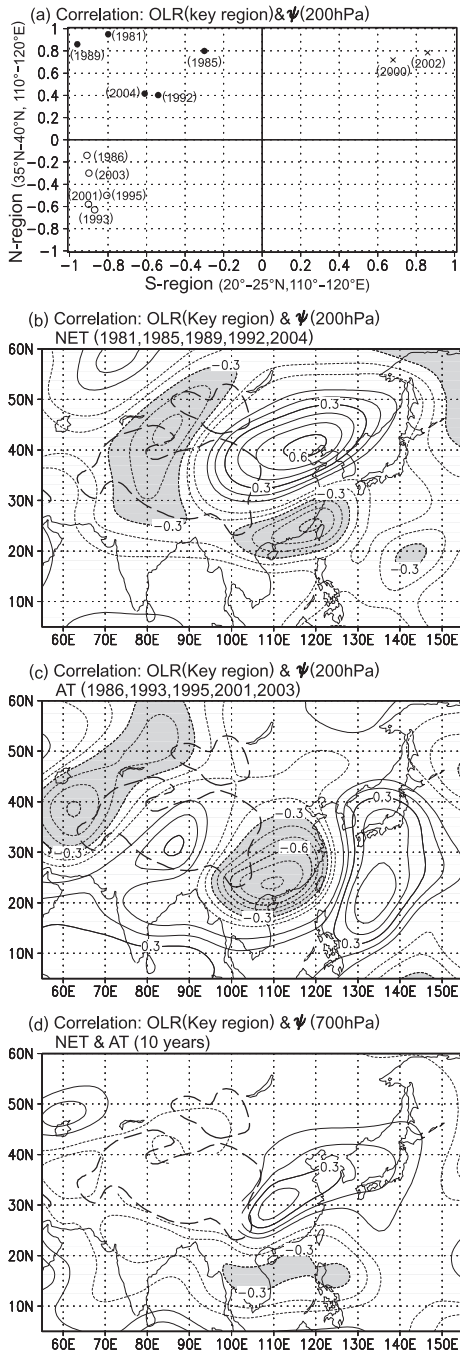 (a) Correlation: OLR(key region)&ψ(200hPa)
N-region (35°N–40°N, 110°–120°E)
1
0.8
0.6
0.4
0.2
0
−0.2
−0.4
−0.6
−0.8
−1
(1981)
(1989)
(1985)
(2004)
(1992)
(2000)
(2002)
(1986)
(2003)
(2001)
(1995)
(1993)
−1 −0.8 −0.6 −0.4 −0.2 0 0.2 0.4 0.6 0.8 1
S-region (20°–25°N,110°–120°E)
(b) Correlation: OLR(Key region) & ψ(200hPa)
NET (1981,1985,1989,1992,2004)
60N
50N
40N
30N
20N
10N
−0.3
0.3
0.6
0.3
−0.3
−0.3
−0.3
60E 70E 80E 90E 100E 110E 120E 130E 140E 150E
(c) Correlation: OLR(Key region) & ψ(200hPa)
AT (1986,1993,1995,2001,2003)
60N
50N
40N
30N
20N
10N
−0.3
0.3
−0.3
−0.6
−0.3
0.3
0.3
60E 70E 80E 90E 100E 110E 120E 130E 140E 150E
(d) Correlation: OLR(Key region) & ψ(700hPa)
NET & AT (10 years)
60N
50N
40N
30N
20N
10N
0.3
−0.3
−0.3
60E 70E 80E 90E 100E 110E 120E 130E 140E 150E